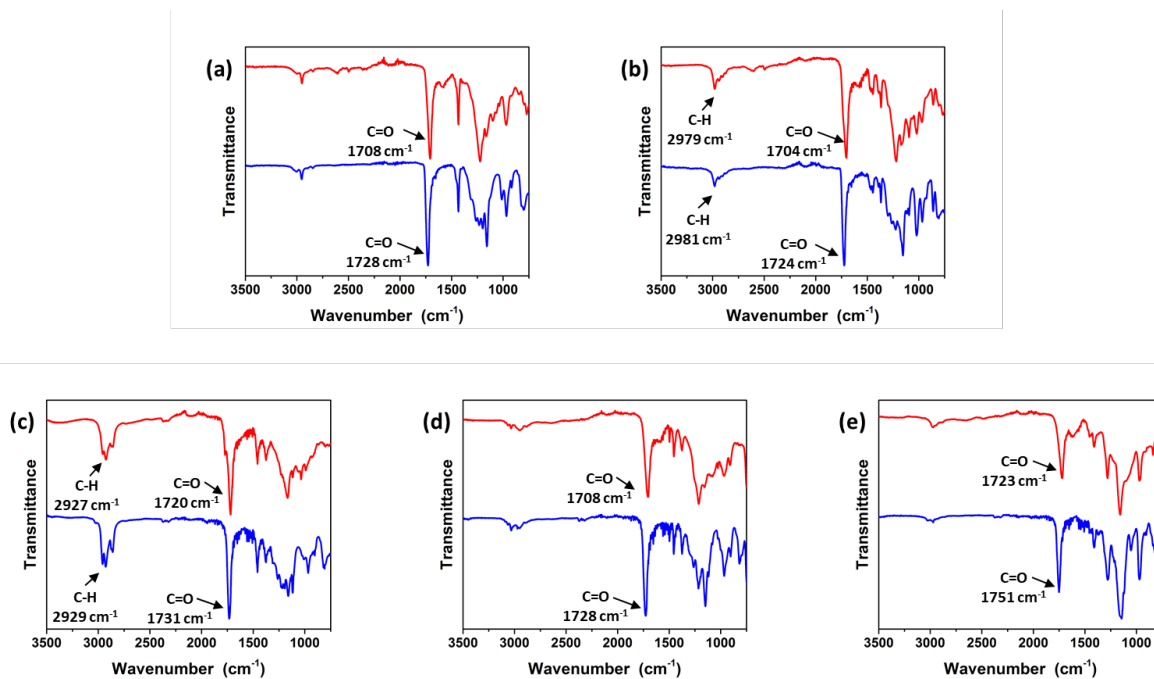 (a)
Transmittance
C=O
1708 cm⁻¹
C=O
1728 cm⁻¹
3500 3000 2500 2000 1500 1000
Wavenumber (cm⁻¹)
(b)
Transmittance
C-H
2979 cm⁻¹
C=O
1704 cm⁻¹
C-H
2981 cm⁻¹
C=O
1724 cm⁻¹
3500 3000 2500 2000 1500 1000
Wavenumber (cm⁻¹)
(c)
Transmittance
C-H
2927 cm⁻¹
C=O
1720 cm⁻¹
C-H
2929 cm⁻¹
C=O
1731 cm⁻¹
3500 3000 2500 2000 1500 1000
Wavenumber (cm⁻¹)
(d)
Transmittance
C=O
1708 cm⁻¹
C=O
1728 cm⁻¹
3500 3000 2500 2000 1500 1000
Wavenumber (cm⁻¹)
(e)
Transmittance
C=O
1723 cm⁻¹
C=O
1751 cm⁻¹
3500 3000 2500 2000 1500 1000
Wavenumber (cm⁻¹)